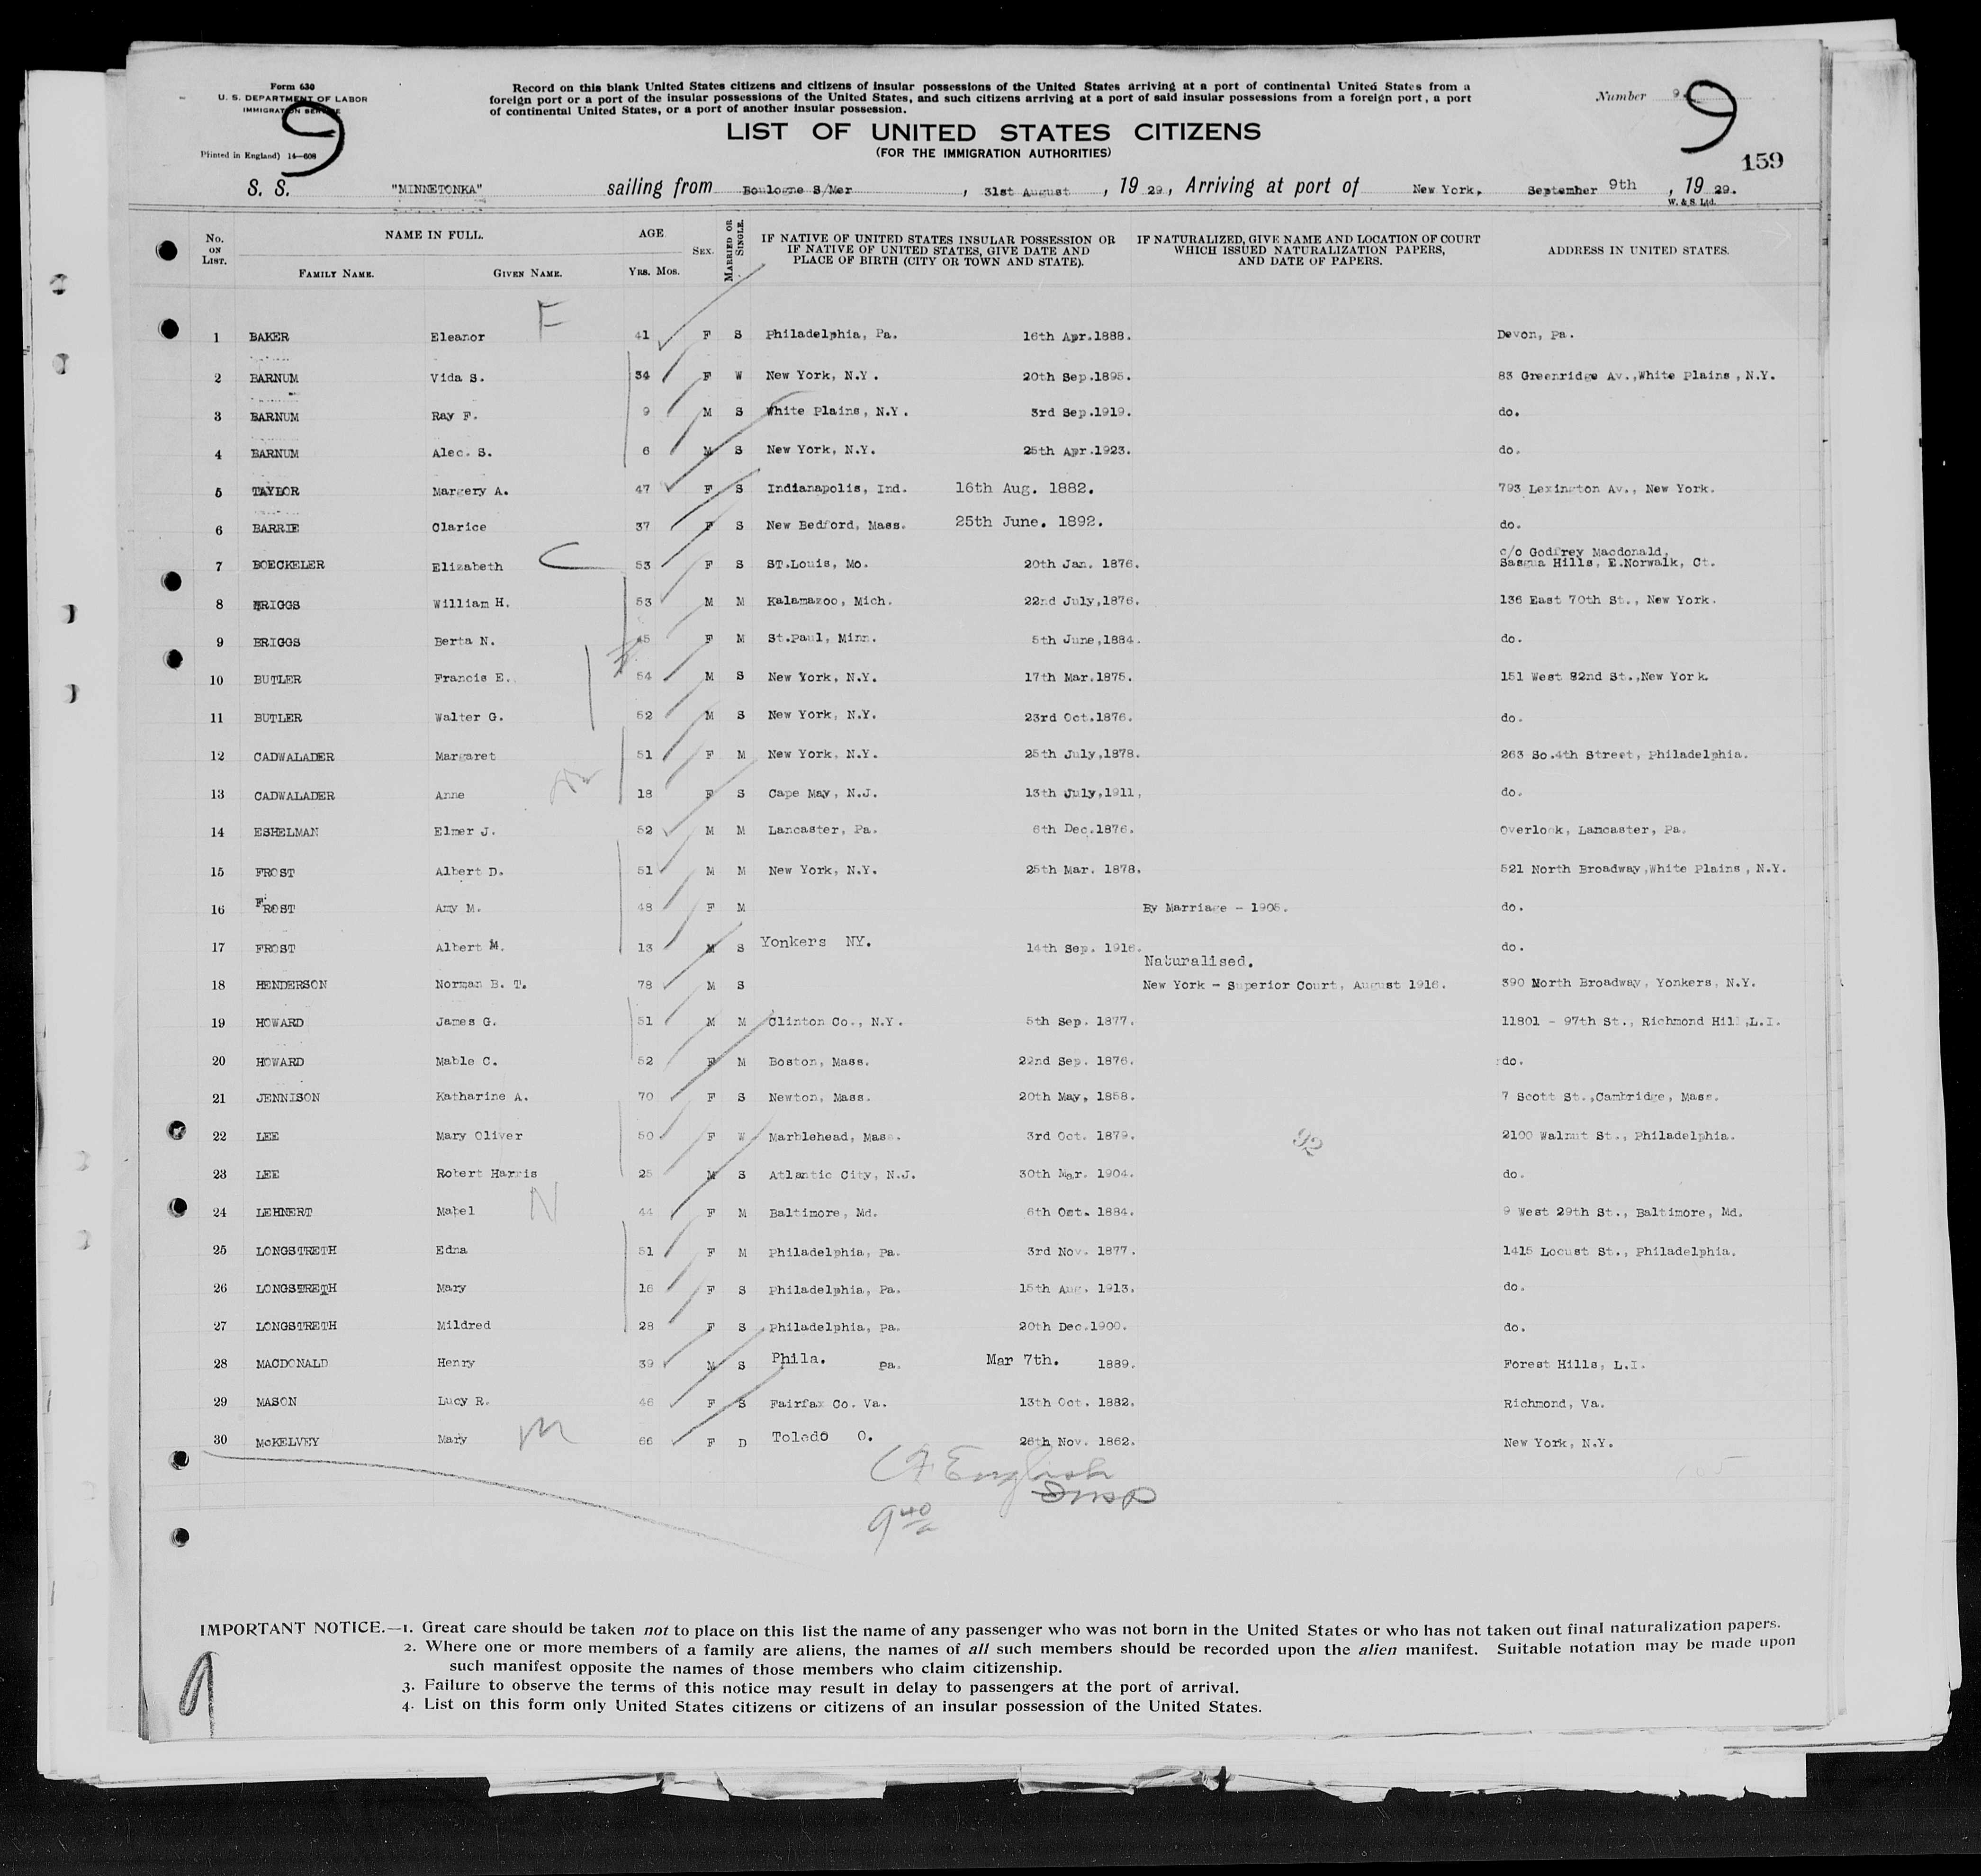 Form 630
U. S. DEPARTMENT OF LABOR
IMMIGRATION SERVICE
Printed in England) 14—608
9
Record on this blank United States citizens and citizens of insular possessions of the United States arriving at a port of continental United States from a
foreign port or a port of the insular possessions of the United States, and such citizens arriving at a port of said insular possessions from a foreign port, a port
of continental United States, or a port of another insular possession.
Number 9
9
LIST OF UNITED STATES CITIZENS
(FOR THE IMMIGRATION AUTHORITIES)
159
S. S. "MINNETONKA" sailing from Boulogne S/Mer , 31st August , 19 29, Arriving at port of New York, September 9th , 19 29.
W. & S. Ltd.
No. ON LIST. NAME IN FULL. FAMILY NAME. GIVEN NAME. AGE. YRS. MOS. SEX. MARRIED OR SINGLE. IF NATIVE OF UNITED STATES INSULAR POSSESSION OR IF NATIVE OF UNITED STATES, GIVE DATE AND PLACE OF BIRTH (CITY OR TOWN AND STATE). IF NATURALIZED, GIVE NAME AND LOCATION OF COURT WHICH ISSUED NATURALIZATION PAPERS, AND DATE OF PAPERS. ADDRESS IN UNITED STATES.
F
1 BAKER Eleanor 41 F S Philadelphia, Pa. 16th Apr.1888. Devon, Pa.
2 BARNUM Vida S. 34 F W New York, N.Y. 20th Sep.1895. 83 Greenridge Av.,White Plains, N.Y.
3 BARNUM Ray F. 9 M S White Plains, N.Y. 3rd Sep.1919. do.
4 BARNUM Alec. S. 6 M S New York, N.Y. 25th Apr.1923. do.
5 TAYLOR Margery A. 47 F S Indianapolis, Ind. 16th Aug. 1882. 793 Lexington Av., New York.
6 BARRIE Clarice 37 F S New Bedford, Mass. 25th June. 1892. do.
7 BOECKELER Elizabeth C 53 F S ST.Louis, Mo. 20th Jan. 1876. c/o Godfrey Macdonald, Sasqua Hills, E.Norwalk, Ct.
8 BRIGGS William H. 53 M M Kalamazoo, Mich. 22nd July,1876. 136 East 70th St., New York.
9 BRIGGS Berta N. 45 F M St.Paul, Minn. 5th June,1884. do.
10 BUTLER Francis E. 54 M S New York, N.Y. 17th Mar.1875. 151 West 82nd St.,New York.
11 BUTLER Walter G. 52 M S New York, N.Y. 23rd Oct.1876. do.
12 CADWALADER Margaret 51 F M New York, N.Y. 25th July,1878. 263 So.4th Street, Philadelphia.
13 CADWALADER Anne 18 F S Cape May, N.J. 13th July,1911, do.
14 ESHELMAN Elmer J. 52 M M Lancaster, Pa. 6th Dec.1876. Overlook, Lancaster, Pa.
15 FROST Albert D. 51 M M New York, N.Y. 25th Mar. 1878. 521 North Broadway,White Plains, N.Y.
16 FROST Amy M. 48 F M By Marriage - 1905. do.
17 FROST Albert M. 13 M S Yonkers NY. 14th Sep. 1916. do.
Naturalised.
18 HENDERSON Norman B. T. 78 M S New York - Superior Court, August 1916. 390 North Broadway, Yonkers, N.Y.
19 HOWARD James G. 51 M M Clinton Co., N.Y. 5th Sep. 1877. 11801 - 97th St., Richmond Hill,L.I.
20 HOWARD Mable C. 52 F M Boston, Mass. 22nd Sep. 1876. do.
21 JENNISON Katharine A. 70 F S Newton, Mass. 20th May, 1858. 7 Scott St.,Cambridge, Mass.
22 LEE Mary Oliver 50 F W Marblehead, Mass. 3rd Oct. 1879. 2100 Walnut St., Philadelphia.
92
23 LEE Robert Harris 25 M S Atlantic City, N.J. 30th Mar. 1904. do.
24 LEHNERT Mabel N 44 F M Baltimore, Md. 6th Oct. 1884. 9 West 29th St., Baltimore, Md.
25 LONGSTRETH Edna 51 F M Philadelphia, Pa. 3rd Nov. 1877. 1415 Locust St., Philadelphia.
26 LONGSTRETH Mary 16 F S Philadelphia, Pa. 15th Aug. 1913. do.
27 LONGSTRETH Mildred 28 F S Philadelphia, Pa. 20th Dec.1900. do.
28 MACDONALD Henry 39 M S Phila. Pa. Mar 7th. 1889. Forest Hills, L.I.
29 MASON Lucy R. 46 F S Fairfax Co. Va. 13th Oct. 1882. Richmond, Va.
30 McKELVEY Mary M 66 F D Toledo O. 26th Nov. 1862. New York, N.Y.
English
Insp
9 40 a
IMPORTANT NOTICE.—1. Great care should be taken not to place on this list the name of any passenger who was not born in the United States or who has not taken out final naturalization papers.
2. Where one or more members of a family are aliens, the names of all such members should be recorded upon the alien manifest. Suitable notation may be made upon
such manifest opposite the names of those members who claim citizenship.
3. Failure to observe the terms of this notice may result in delay to passengers at the port of arrival.
4. List on this form only United States citizens or citizens of an insular possession of the United States.
9